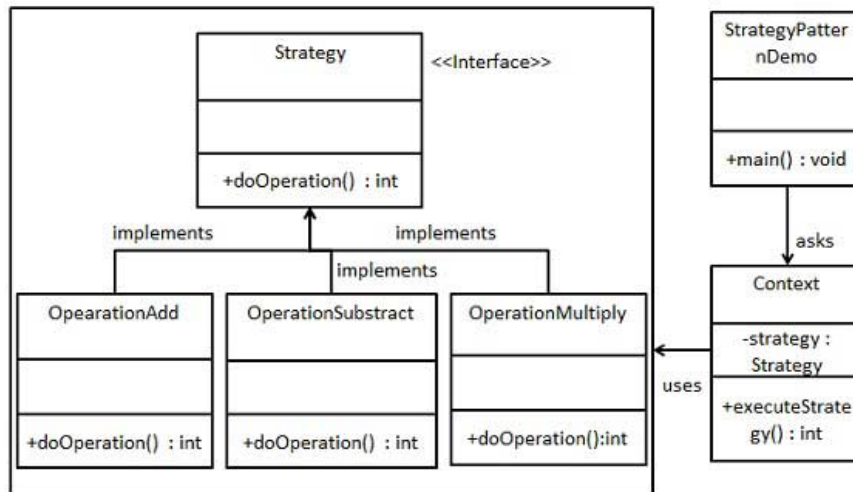 Strategy
<<Interface>>
+doOperation() : int
implements
implements
implements
OpearationAdd
+doOperation() : int
OperationSubstract
+doOperation() : int
OperationMultiply
+doOperation():int
StrategyPatter
nDemo
+main() : void
asks
Context
-strategy :
Strategy
+executeStrate
gy() : int
uses